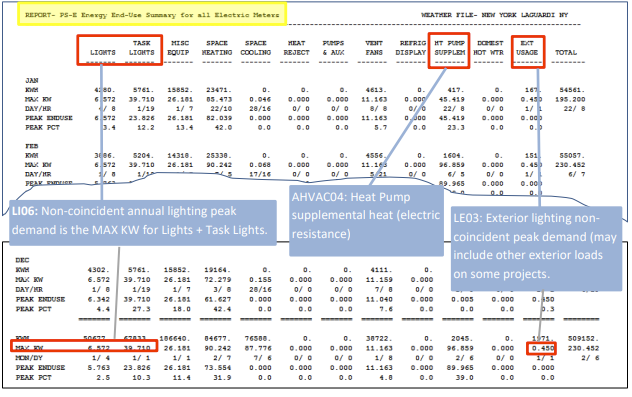 REPORT- PS-E Energy End-Use Summary for all Electric Meters WEATHER FILE- NEW YORK LAGUARDI NY
TASK MISC SPACE SPACE HEAT PUMPS VENT REFRIG HT PUMP DOMEST EXT
LIGHTS LIGHTS EQUIP HEATING COOLING REJECT & AUX FANS DISPLAY SUPPLEM HOT WTR USAGE TOTAL
JAN
KWH 4280. 5761. 15852. 23471. 0. 0. 0. 4613. 0. 417. 0. 167. 54561.
MAX KW 6.572 39.710 26.181 85.473 0.046 0.000 0.000 11.163 0.000 45.419 0.000 0.450 195.200
DAY/HR / 8 1/19 1/ 7 22/10 28/16 0/ 0 0/ 0 8/ 8 0/ 0 22/ 8 0/ 0 1/ 1 22/ 8
PEAK ENDUSE 6.572 23.826 26.181 82.039 0.000 0.000 0.000 11.163 0.000 45.419 0.000 0.000
PEAK PCT 3.4 12.2 13.4 42.0 0.0 0.0 0.0 5.7 0.0 23.3 0.0 0.0
FEB
KWH 5204. 14318. 25338. 0. 0. 0. 4556. 0. 1604. 0. 151. 55057.
MAX KW 6.572 39.710 26.181 90.242 0.068 0.000 0.000 11.163 0.000 96.859 0.000 0.450 230.452
DAY/HR 1/ 8 1/19 17/16 0/ 0 0/ 0 5/21 0/ 0 6/ 5 0/ 0 1/ 1 6/ 7
PEAK ENDUSE 89.965 0.000 0.000
LI06: Non-coincident annual lighting peak
demand is the MAX KW for Lights + Task Lights.
AHVAC04: Heat Pump
supplemental heat (electric
resistance)
LE03: Exterior lighting non-
coincident peak demand (may
include other exterior loads
on some projects.
DEC
KWH 4302. 5761. 15852. 19164. 0. 0. 0. 4111. 0.
MAX KW 6.572 39.710 26.181 72.279 0.155 0.000 0.000 11.159 0.000
DAY/HR 1/ 8 1/19 1/ 7 3/ 8 28/16 0/ 0 0/ 0 7/ 8 0/ 0
PEAK ENDUSE 6.342 39.710 26.181 61.627 0.000 0.000 0.000 11.040 0.000 0.005 0.000 0.450
PEAK PCT 4.4 27.3 18.0 42.4 0.0 0.0 0.0 7.6 0.0 0.0 0.0 0.3
KWH 50677. 67833. 186640. 84677. 76588. 0. 0. 38722. 0. 2045. 0. 1971. 509152.
MAX KW 6.572 39.710 26.181 90.242 87.776 0.000 0.000 11.163 0.000 96.859 0.000 0.450 230.452
MON/DY 1/ 4 1/ 1 1/ 1 2/ 7 7/ 6 0/ 0 0/ 0 1/ 8 0/ 0 2/ 6 0/ 0 1/ 1 2/ 6
PEAK ENDUSE 5.763 23.826 26.181 73.554 0.000 0.000 0.000 11.163 0.000 89.965 0.000 0.000
PEAK PCT 2.5 10.3 11.4 31.9 0.0 0.0 0.0 4.8 0.0 39.0 0.0 0.0